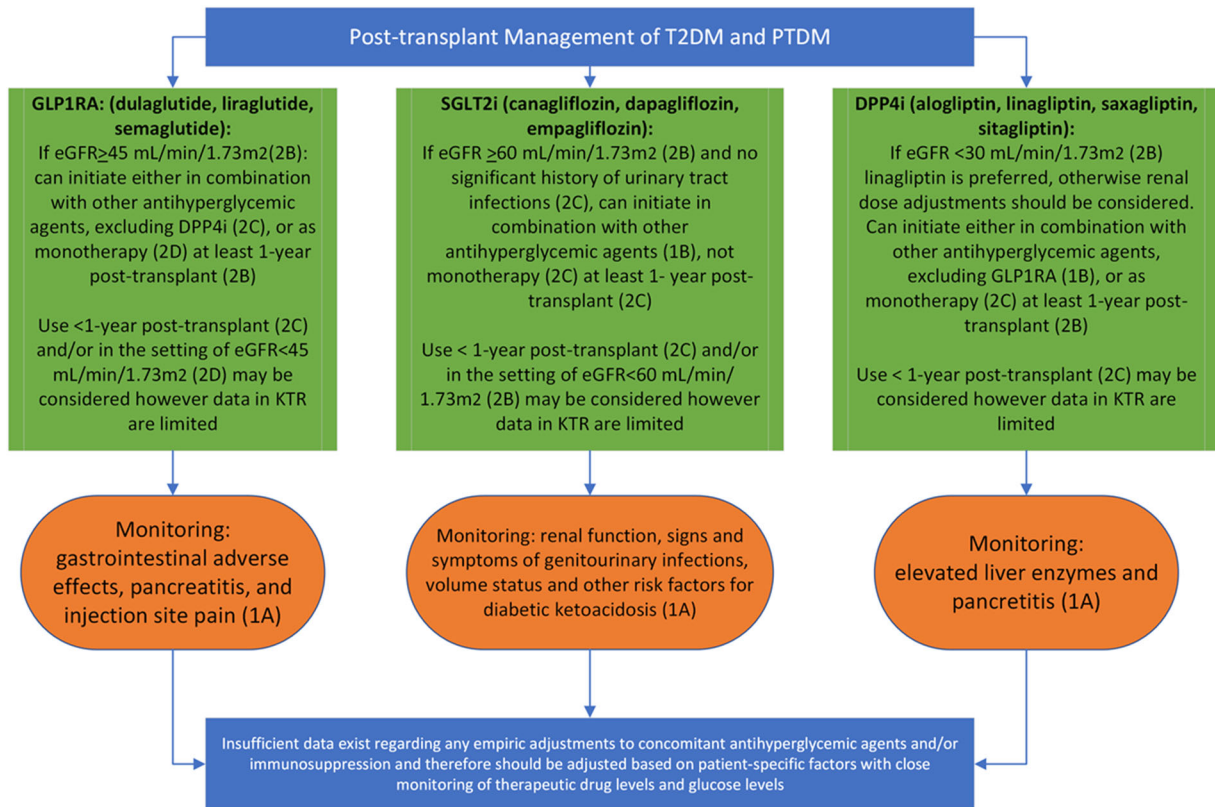 Post-transplant Management of T2DM and PTDM
GLP1RA: (dulaglutide, liraglutide,
semaglutide):
If eGFR≥45 mL/min/1.73m2(2B):
can initiate either in combination
with other antihyperglycemic
agents, excluding DPP4i (2C), or as
monotherapy (2D) at least 1-year
post-transplant (2B)
Use <1-year post-transplant (2C)
and/or in the setting of eGFR<45
mL/min/1.73m2 (2D) may be
considered however data in KTR
are limited
SGLT2i (canagliflozin, dapagliflozin,
empagliflozin):
If eGFR ≥60 mL/min/1.73m2 (2B) and no
significant history of urinary tract
infections (2C), can initiate in
combination with other
antihyperglycemic agents (1B), not
monotherapy (2C) at least 1- year post-
transplant (2C)
Use < 1-year post-transplant (2C) and/or
in the setting of eGFR<60 mL/min/
1.73m2 (2B) may be considered however
data in KTR are limited
DPP4i (alogliptin, linagliptin, saxagliptin,
sitagliptin):
If eGFR <30 mL/min/1.73m2 (2B)
linagliptin is preferred, otherwise renal
dose adjustments should be considered.
Can initiate either in combination with
other antihyperglycemic agents,
excluding GLP1RA (1B), or as
monotherapy (2C) at least 1-year post-
transplant (2B)
Use < 1-year post-transplant (2C) may be
considered however data in KTR are
limited
Monitoring:
gastrointestinal adverse
effects, pancreatitis, and
injection site pain (1A)
Monitoring: renal function, signs and
symptoms of genitourinary infections,
volume status and other risk factors for
diabetic ketoacidosis (1A)
Monitoring:
elevated liver enzymes and
pancretitis (1A)
Insufficient data exist regarding any empiric adjustments to concomitant antihyperglycemic agents and/or
immunosuppression and therefore should be adjusted based on patient-specific factors with close
monitoring of therapeutic drug levels and glucose levels